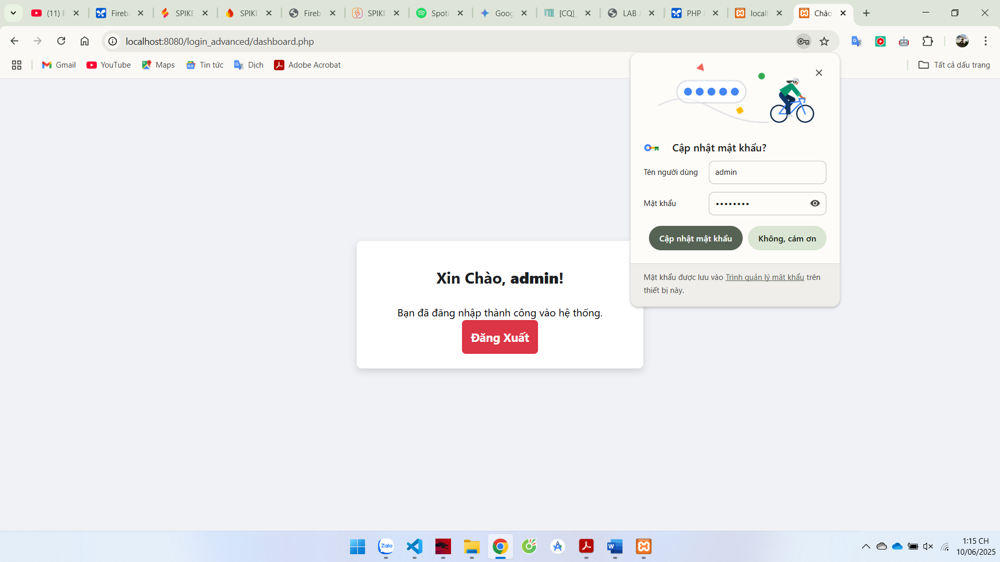 (11) E
Fireb
SPIKE
SPIKE
Fireb
SPIKE
Spoti
Goog
[CQ]_
LAB
PHP
local
Chào
localhost:8080/login_advanced/dashboard.php
Gmail
YouTube
Maps
Tin tức
Dịch
Adobe Acrobat
Tất cả dấu trang
Cập nhật mật khẩu?
Tên người dùng
admin
Mật khẩu
••••••••
Cập nhật mật khẩu
Không, cảm ơn
Mật khẩu được lưu vào Trình quản lý mật khẩu trên
thiết bị này.
Xin Chào, admin!
Bạn đã đăng nhập thành công vào hệ thống.
Đăng Xuất
Zalo
1:15 CH
10/06/2025